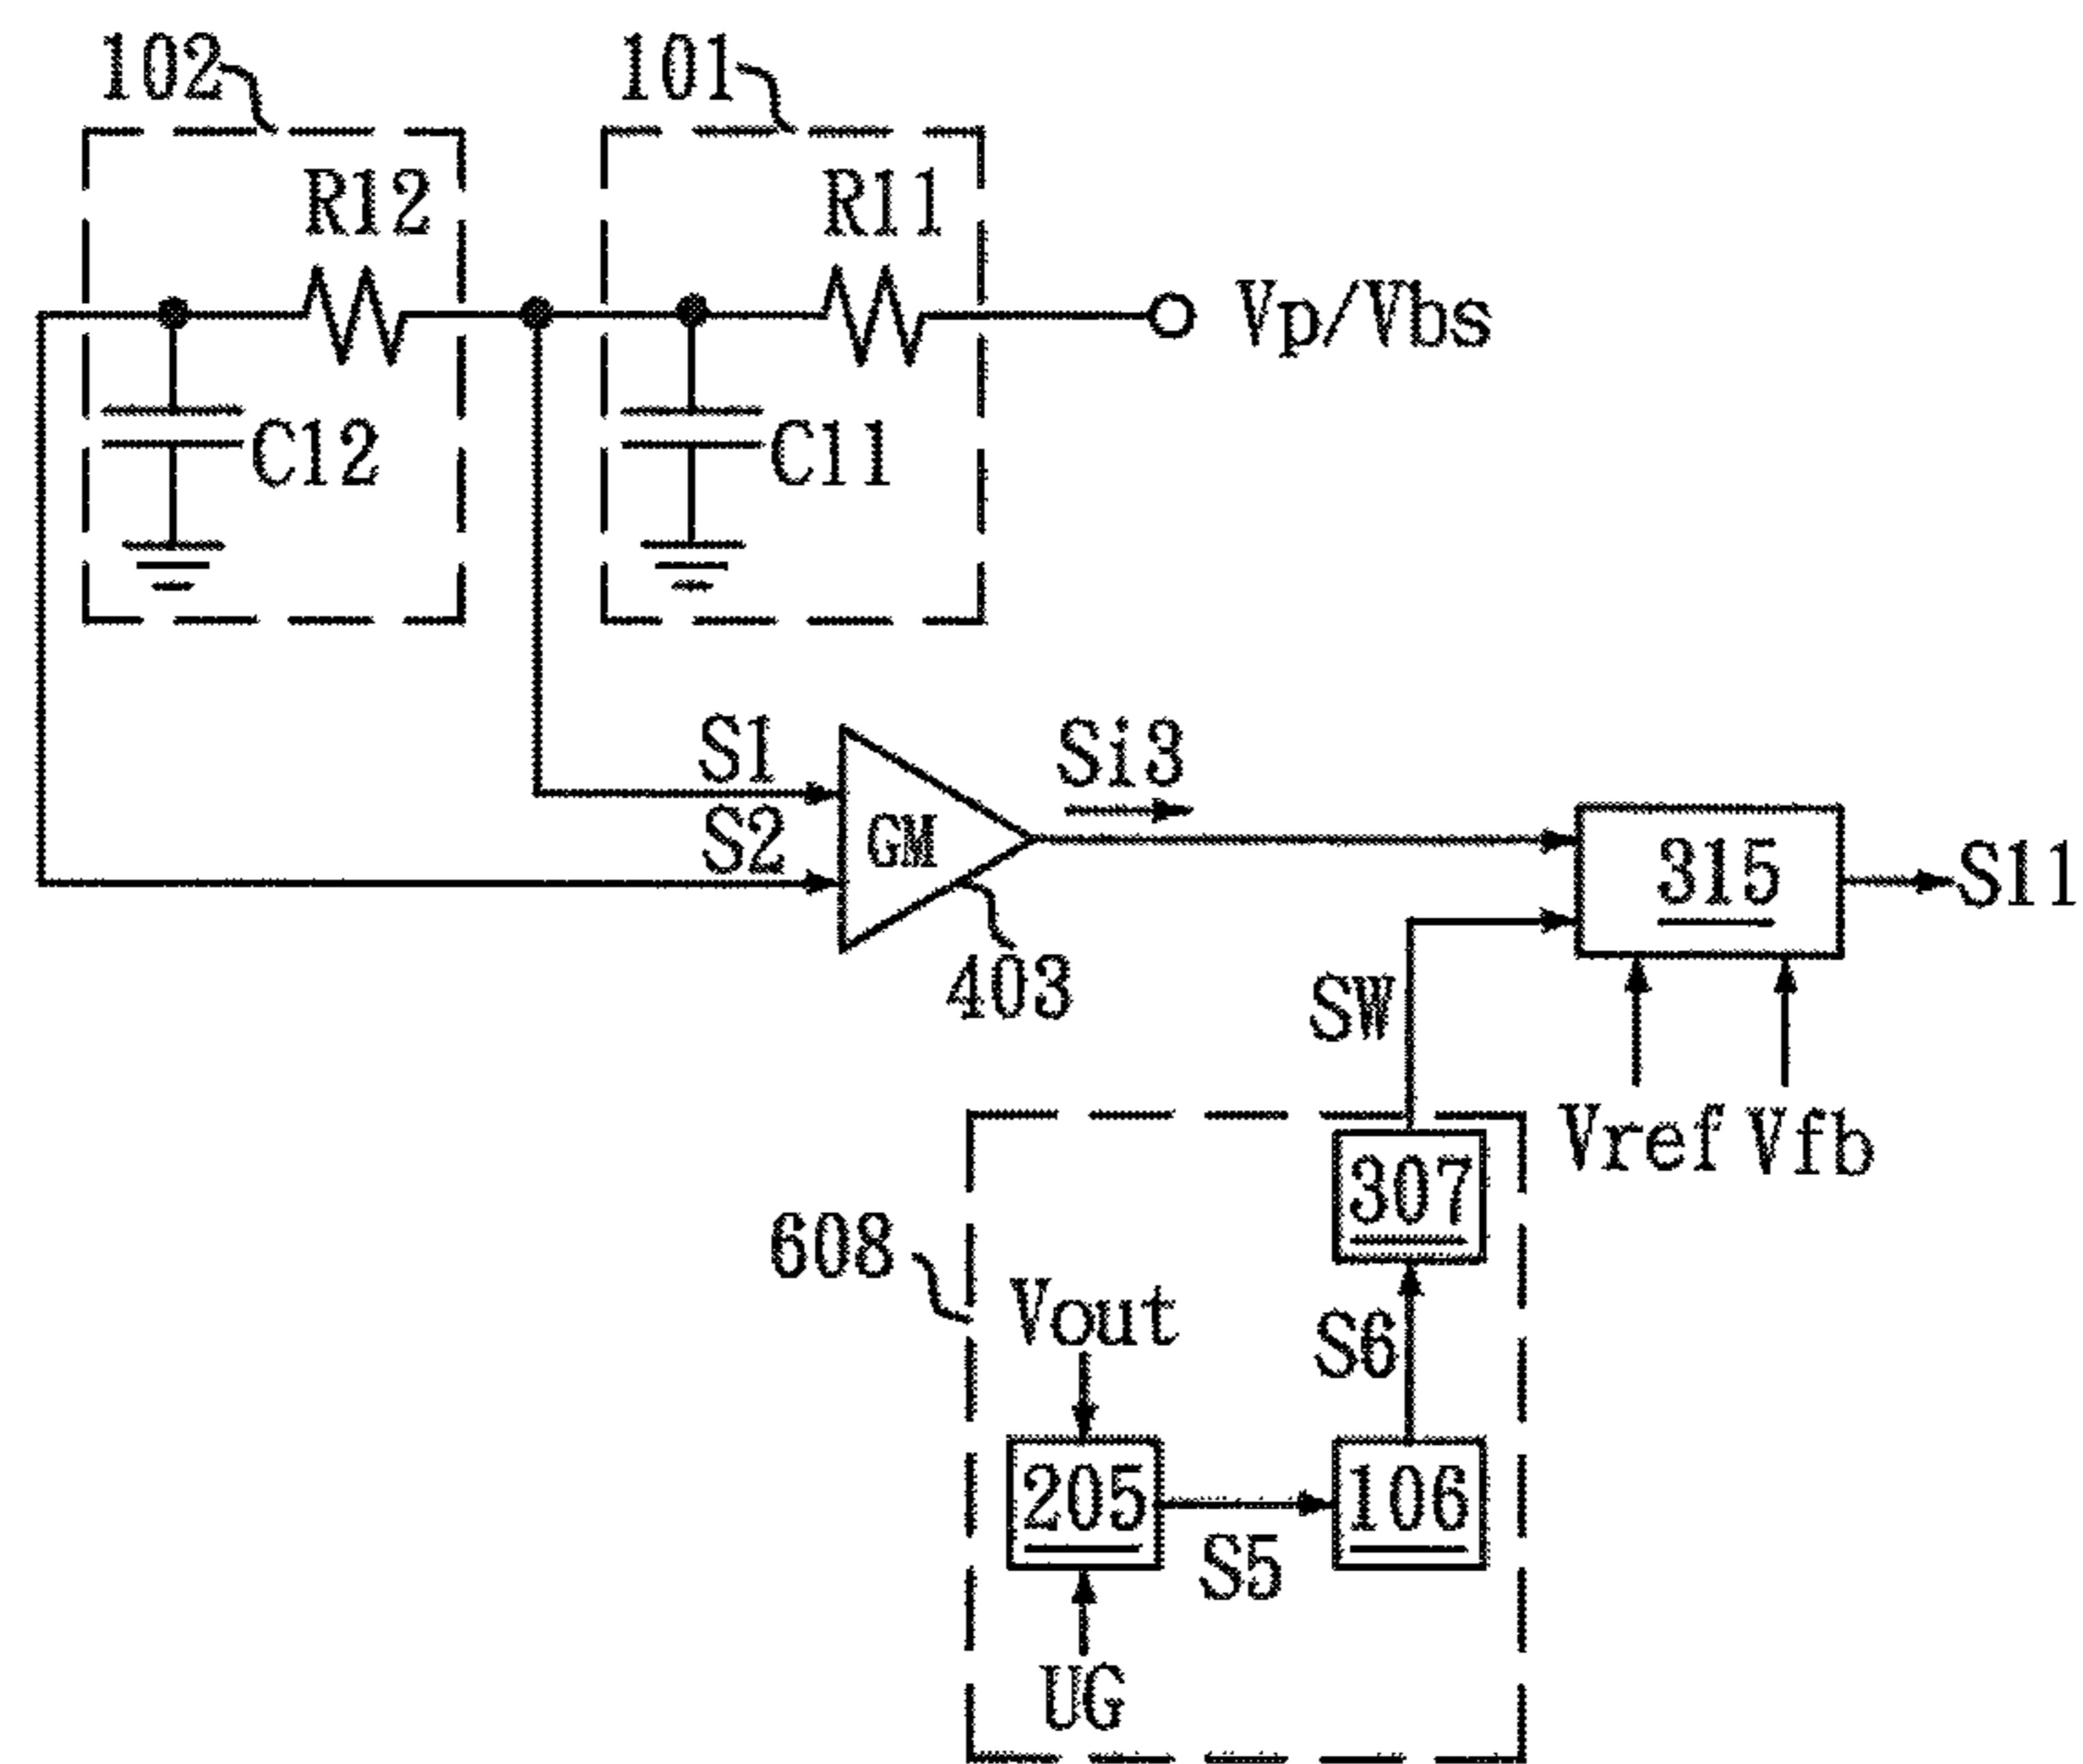 102
101
R12
R11
Vp/Vbs
C12
C11
S1
Si3
S2
GM
315
S11
403
SW
Vref
Vfb
307
608
Vout
S6
205
106
S5
UG